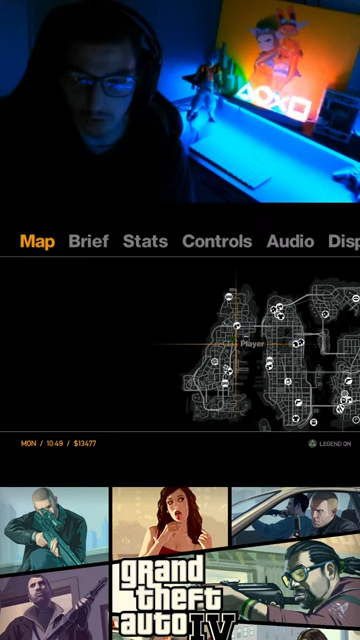 Map Brief Stats Controls Audio Disp
Player
MON / 10:49 / $13477
LEGEND ON
grand
theft
auto
IV